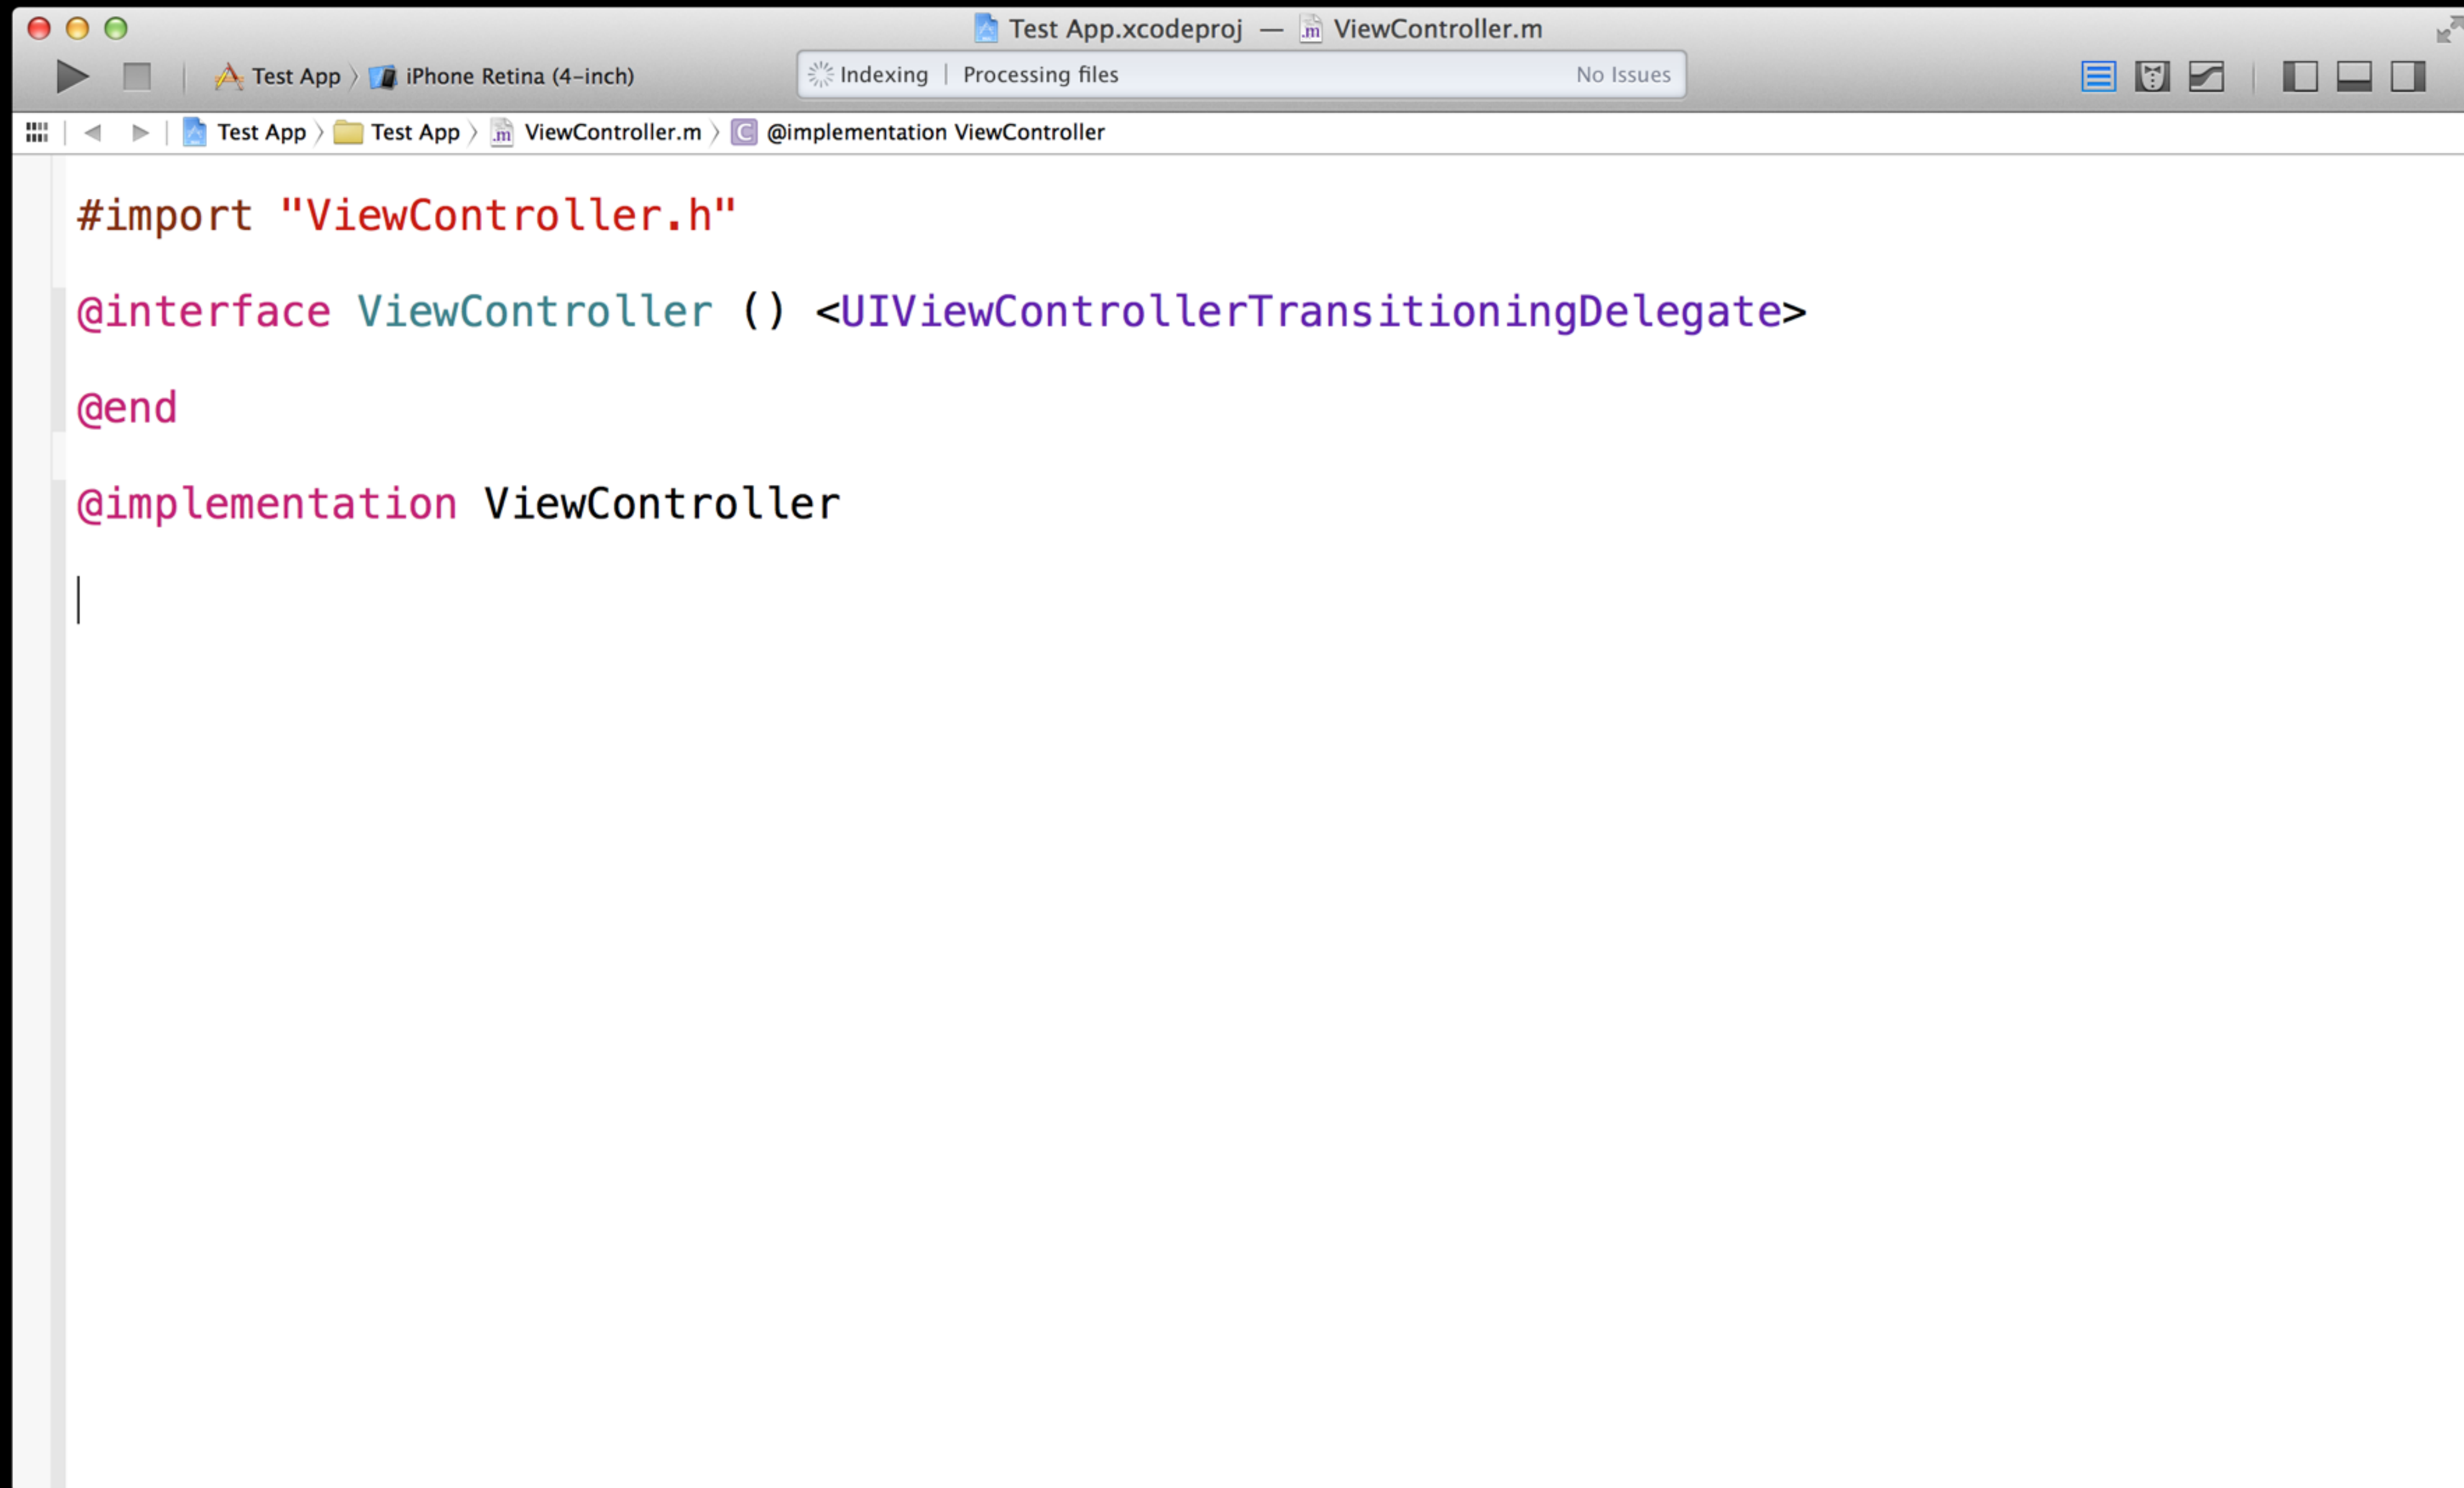 Test App.xcodeproj — ViewController.m
Test App iPhone Retina (4-inch) Indexing | Processing files No Issues
Test App Test App ViewController.m @implementation ViewController
#import "ViewController.h"
@interface ViewController () <UIViewControllerTransitioningDelegate>
@end
@implementation ViewController